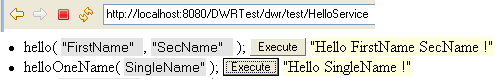 http://localhost:8080/DWRTest/dwr/test/HelloService
• hello( "FirstName" , "SecName" ); Execute "Hello FirstName SecName !"
• helloOneName( SingleName" ); Execute "Hello SingleName !"